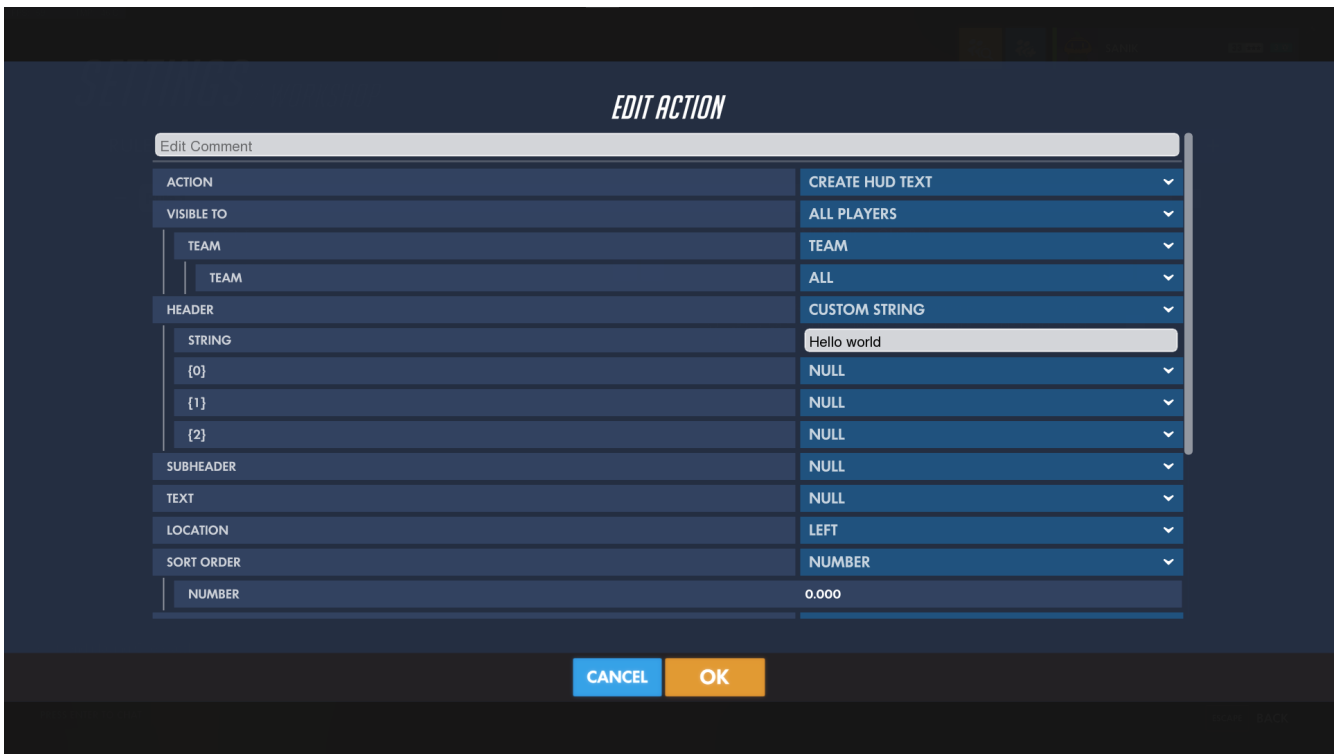 SETTINGS
EDIT ACTION
Edit Comment
ACTION CREATE HUD TEXT
VISIBLE TO ALL PLAYERS
TEAM TEAM
TEAM ALL
HEADER CUSTOM STRING
STRING Hello world
{0} NULL
{1} NULL
{2} NULL
SUBHEADER NULL
TEXT NULL
LOCATION LEFT
SORT ORDER NUMBER
NUMBER 0.000
CANCEL OK
BACK